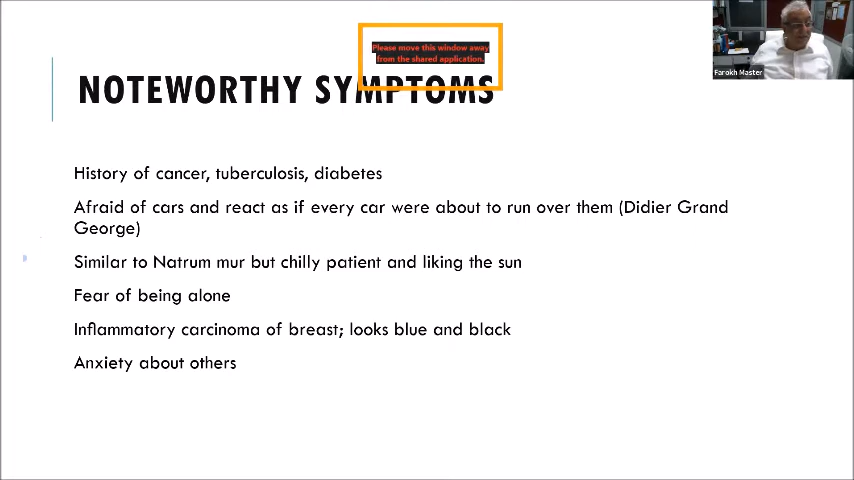 Please move this window away
from the shared application.
Farokh Master
NOTEWORTHY SYMPTOMS
History of cancer, tuberculosis, diabetes
Afraid of cars and react as if every car were about to run over them (Didier Grand
George)
Similar to Natrum mur but chilly patient and liking the sun
Fear of being alone
Inflammatory carcinoma of breast; looks blue and black
Anxiety about others